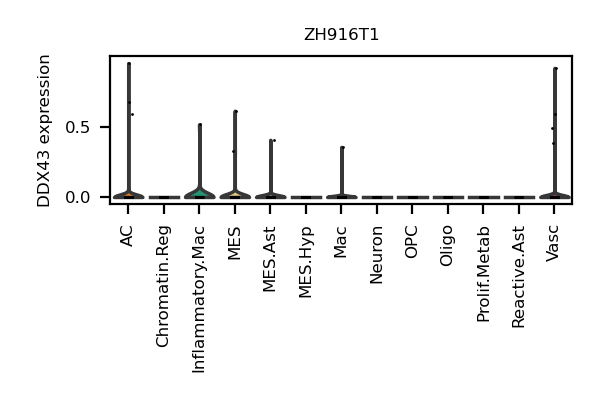 ZH916T1
DDX43 expression
0.5
0.0
AC
Chromatin.Reg
Inflammatory.Mac
MES
MES.Ast
MES.Hyp
Mac
Neuron
OPC
Oligo
Prolif.Metab
Reactive.Ast
Vasc